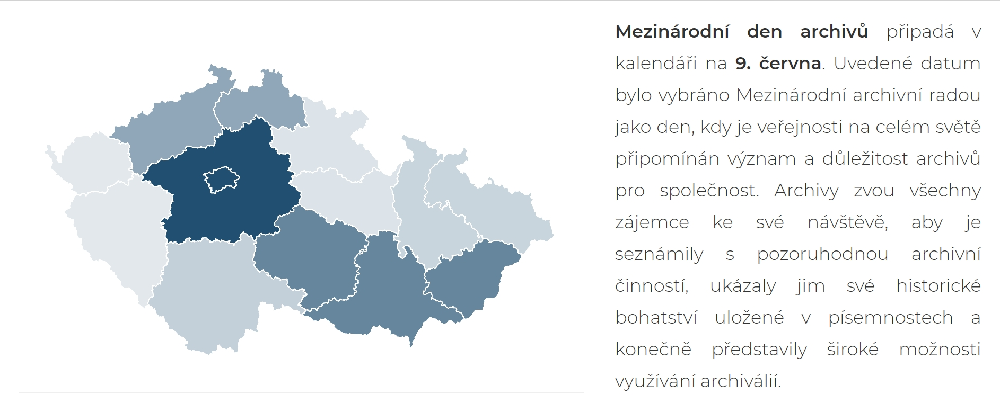 Mezinárodní den archivů připadá v
kalendáři na 9. června. Uvedené datum
bylo vybráno Mezinárodní archivní radou
jako den, kdy je veřejnosti na celém světě
připomínán význam a důležitost archivů
pro společnost. Archivy zvou všechny
zájemce ke své návštěvě, aby je
seznámily s pozoruhodnou archivní
činností, ukázaly jim své historické
bohatství uložené v písemnostech a
konečně představily široké možnosti
využívání archiválií.